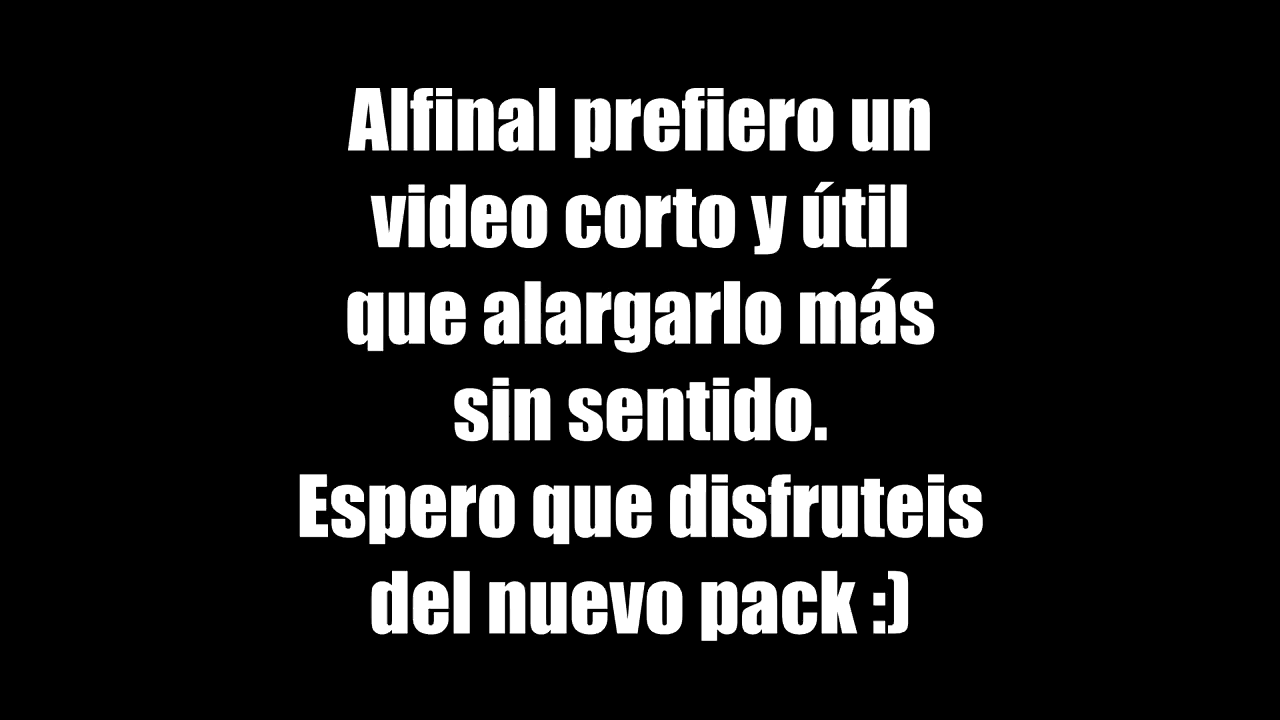 Alfinal prefiero un
video corto y útil
que alargarlo más
sin sentido.
Espero que disfruteis
del nuevo pack :)